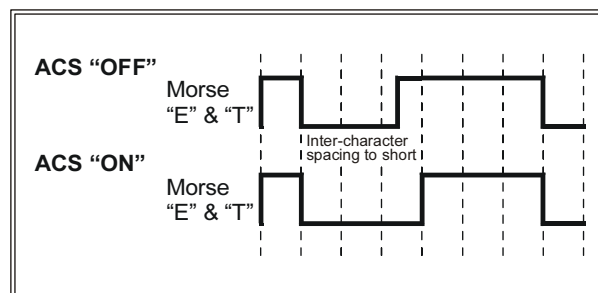 ACS “OFF”
Morse
“E” & “T”
Inter-character
spacing to short
ACS “ON”
Morse
“E” & “T”